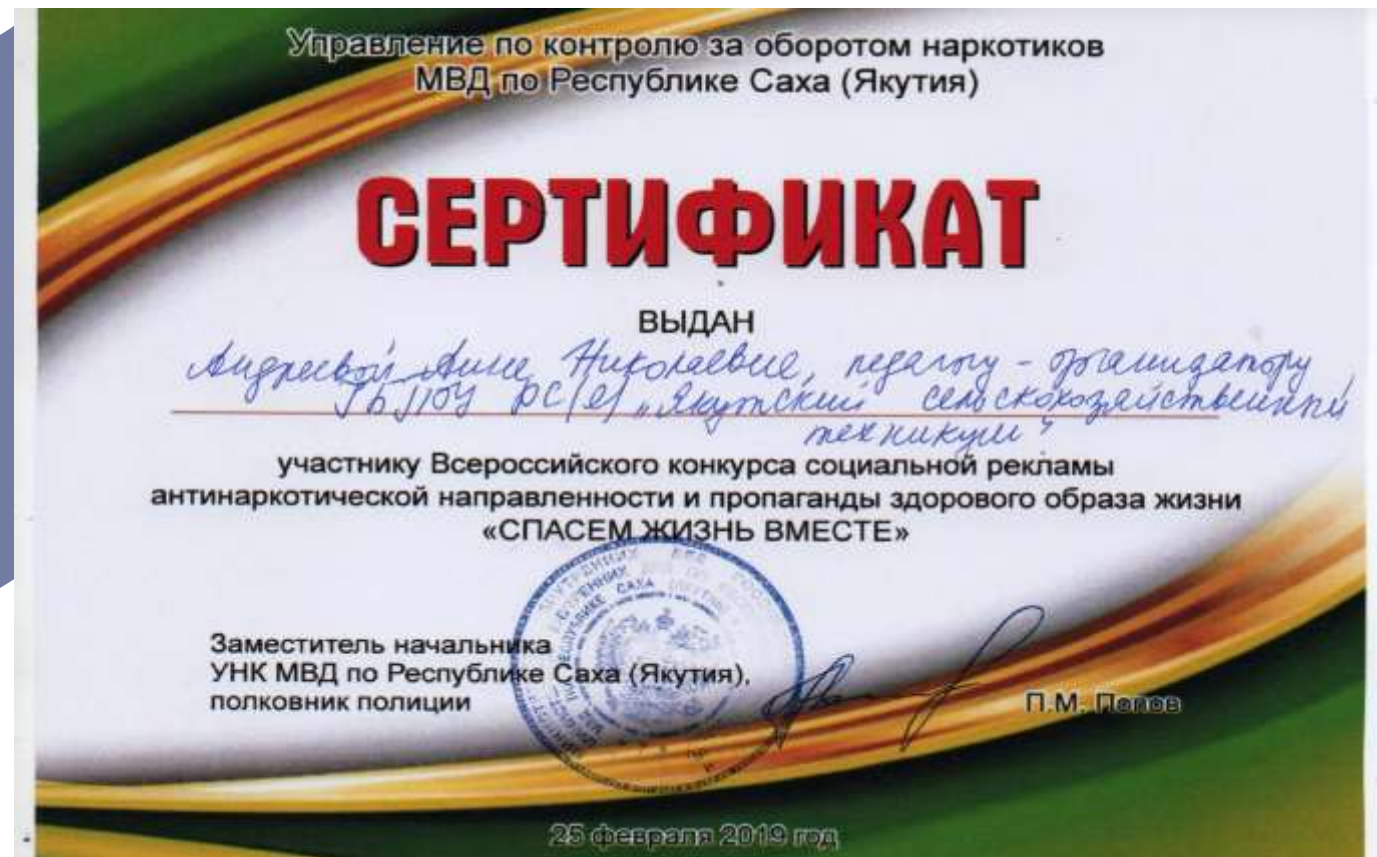 Управление по контролю за оборотом наркотиков
МВД по Республике Саха (Якутия)
СЕРТИФИКАТ
ВЫДАН
Андреевой Анне Николаевне, педагогу-организатору
ГБПОУ РС(Я) „Якутский сельскохозяйственный
техникум"
участнику Всероссийского конкурса социальной рекламы
антинаркотической направленности и пропаганды здорового образа жизни
«СПАСЕМ ЖИЗНЬ ВМЕСТЕ»
Заместитель начальника
УНК МВД по Республике Саха (Якутия),
полковник полиции
П.М. Попов
25 февраля 2019 год